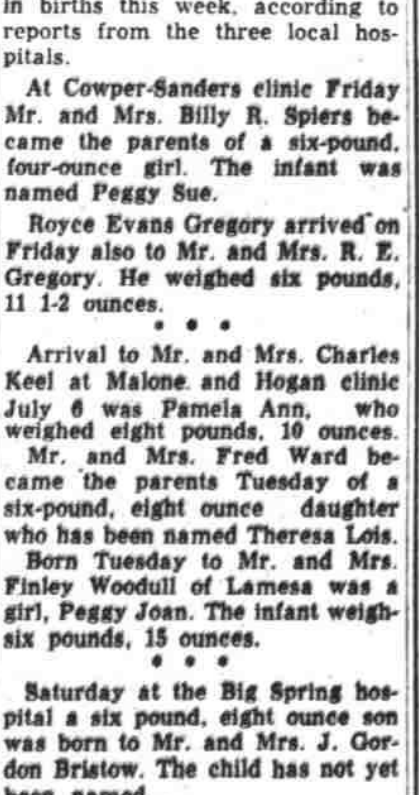 in births this week, according to
reports from the three local hos-
pitals.
At Cowper-Sanders clinic Friday
Mr. and Mrs. Billy R. Spiers be-
came the parents of a six-pound,
four-ounce girl. The infant was
named Peggy Sue.
Royce Evans Gregory arrived on
Friday also to Mr. and Mrs. R. E.
Gregory. He weighed six pounds,
11 1-2 ounces.
* * *
Arrival to Mr. and Mrs. Charles
Keel at Malone and Hogan clinic
July 6 was Pamela Ann, who
weighed eight pounds, 10 ounces.
Mr. and Mrs. Fred Ward be-
came the parents Tuesday of a
six-pound, eight ounce daughter
who has been named Theresa Lois.
Born Tuesday to Mr. and Mrs.
Finley Woodull of Lamesa was a
girl, Peggy Joan. The infant weigh-
six pounds, 15 ounces.
* * *
Saturday at the Big Spring hos-
pital a six pound, eight ounce son
was born to Mr. and Mrs. J. Gor-
don Bristow. The child has not yet
been named.